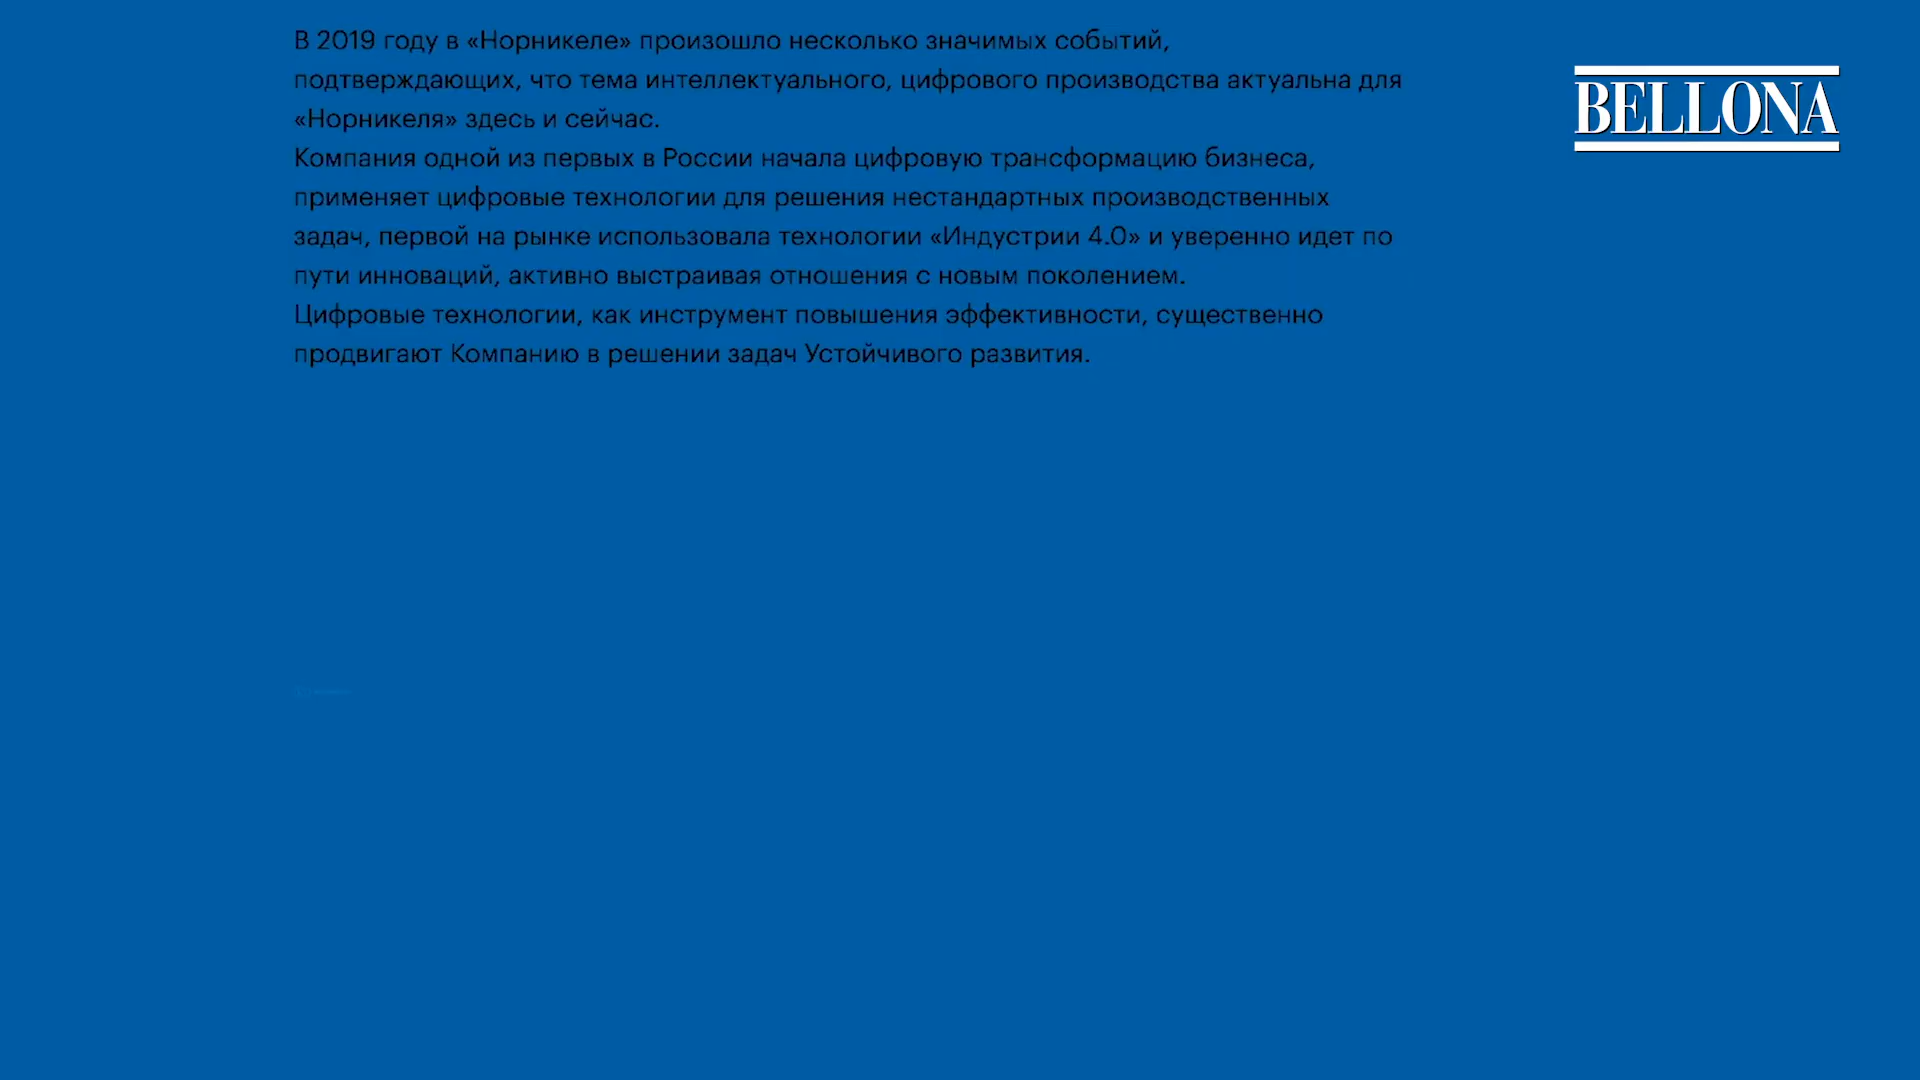 В 2019 году в «Норникеле» произошло несколько значимых событий,
подтверждающих, что тема интеллектуального, цифрового производства актуальна для
«Норникеля» здесь и сейчас.
Компания одной из первых в России начала цифровую трансформацию бизнеса,
применяет цифровые технологии для решения нестандартных производственных
задач, первой на рынке использовала технологии «Индустрии 4.0» и уверенно идет по
пути инноваций, активно выстраивая отношения с новым поколением.
Цифровые технологии, как инструмент повышения эффективности, существенно
продвигают Компанию в решении задач Устойчивого развития.
BELLONA